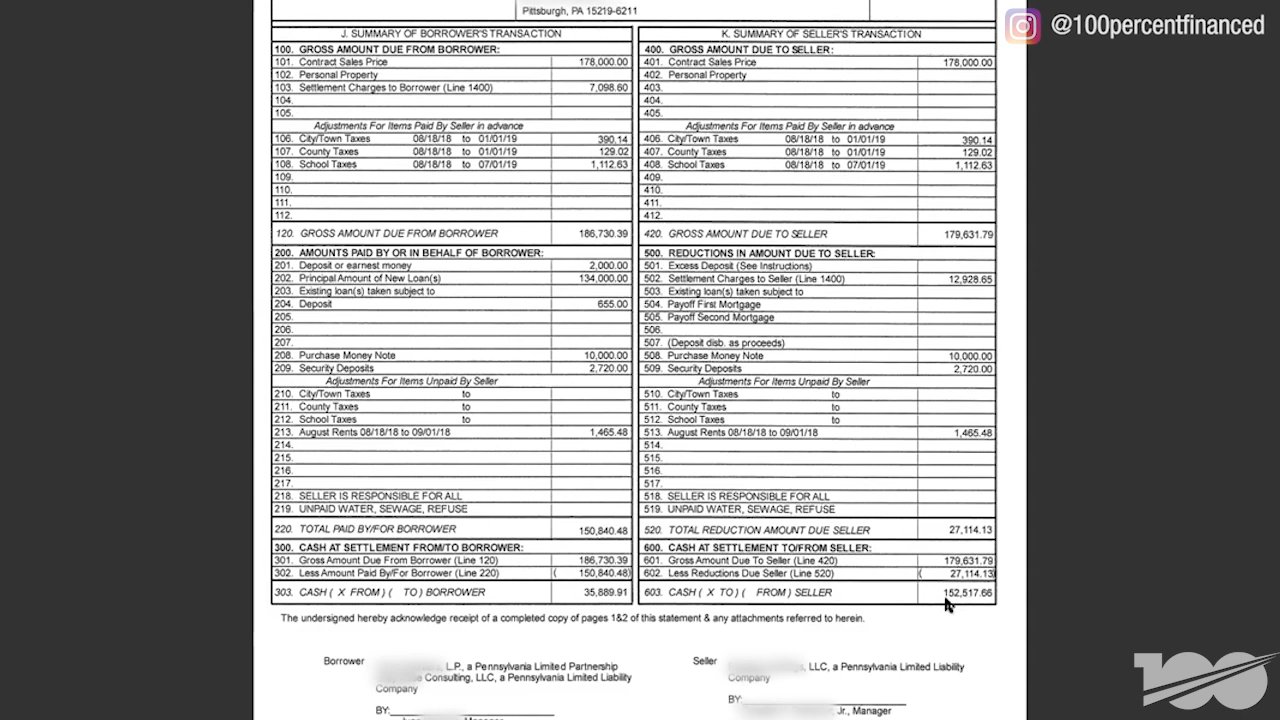 Pittsburgh, PA 15219-6211
@100percentfinanced
J. SUMMARY OF BORROWER'S TRANSACTION
100. GROSS AMOUNT DUE FROM BORROWER:
101. Contract Sales Price 178,000.00
102. Personal Property
103. Settlement Charges to Borrower (Line 1400) 7,098.60
104.
105.
Adjustments For Items Paid By Seller in advance
106. City/Town Taxes 08/18/18 to 01/01/19 390.14
107. County Taxes 08/18/18 to 01/01/19 129.02
108. School Taxes 08/18/18 to 07/01/19 1,112.63
109.
110.
111.
112.
120. GROSS AMOUNT DUE FROM BORROWER 186,730.39
200. AMOUNTS PAID BY OR IN BEHALF OF BORROWER:
201. Deposit or earnest money 2,000.00
202. Principal Amount of New Loan(s) 134,000.00
203. Existing loan(s) taken subject to
204. Deposit 655.00
205.
206.
207.
208. Purchase Money Note 10,000.00
209. Security Deposits 2,720.00
Adjustments For Items Unpaid By Seller
210. City/Town Taxes to
211. County Taxes to
212. School Taxes to
213. August Rents 08/18/18 to 09/01/18 1,465.48
214.
215.
216.
217.
218. SELLER IS RESPONSIBLE FOR ALL
219. UNPAID WATER, SEWAGE, REFUSE
220. TOTAL PAID BY/FOR BORROWER 150,840.48
300. CASH AT SETTLEMENT FROM/TO BORROWER:
301. Gross Amount Due From Borrower (Line 120) 186,730.39
302. Less Amount Paid By/For Borrower (Line 220) ( 150,840.48)
303. CASH ( X FROM ) ( TO ) BORROWER 35,889.91
K. SUMMARY OF SELLER'S TRANSACTION
400. GROSS AMOUNT DUE TO SELLER:
401. Contract Sales Price 178,000.00
402. Personal Property
403.
404.
405.
Adjustments For Items Paid By Seller in advance
406. City/Town Taxes 08/18/18 to 01/01/19 390.14
407. County Taxes 08/18/18 to 01/01/19 129.02
408. School Taxes 08/18/18 to 07/01/19 1,112.63
409.
410.
411.
412.
420. GROSS AMOUNT DUE TO SELLER 179,631.79
500. REDUCTIONS IN AMOUNT DUE TO SELLER:
501. Excess Deposit (See Instructions)
502. Settlement Charges to Seller (Line 1400) 12,928.65
503. Existing loan(s) taken subject to
504. Payoff First Mortgage
505. Payoff Second Mortgage
506.
507. (Deposit disb. as proceeds)
508. Purchase Money Note 10,000.00
509. Security Deposits 2,720.00
Adjustments For Items Unpaid By Seller
510. City/Town Taxes to
511. County Taxes to
512. School Taxes to
513. August Rents 08/18/18 to 09/01/18 1,465.48
514.
515.
516.
517.
518. SELLER IS RESPONSIBLE FOR ALL
519. UNPAID WATER, SEWAGE, REFUSE
520. TOTAL REDUCTION AMOUNT DUE SELLER 27,114.13
600. CASH AT SETTLEMENT TO/FROM SELLER:
601. Gross Amount Due To Seller (Line 420) 179,631.79
602. Less Reductions Due Seller (Line 520) ( 27,114.13)
603. CASH ( X TO ) ( FROM ) SELLER 152,517.66
The undersigned hereby acknowledge receipt of a completed copy of pages 1&2 of this statement & any attachments referred to herein.
Borrower
L.P., a Pennsylvania Limited Partnership
Consulting, LLC, a Pennsylvania Limited Liability
Company
BY:
Seller
LLC, a Pennsylvania Limited Liability
Company
BY:
Jr., Manager
100